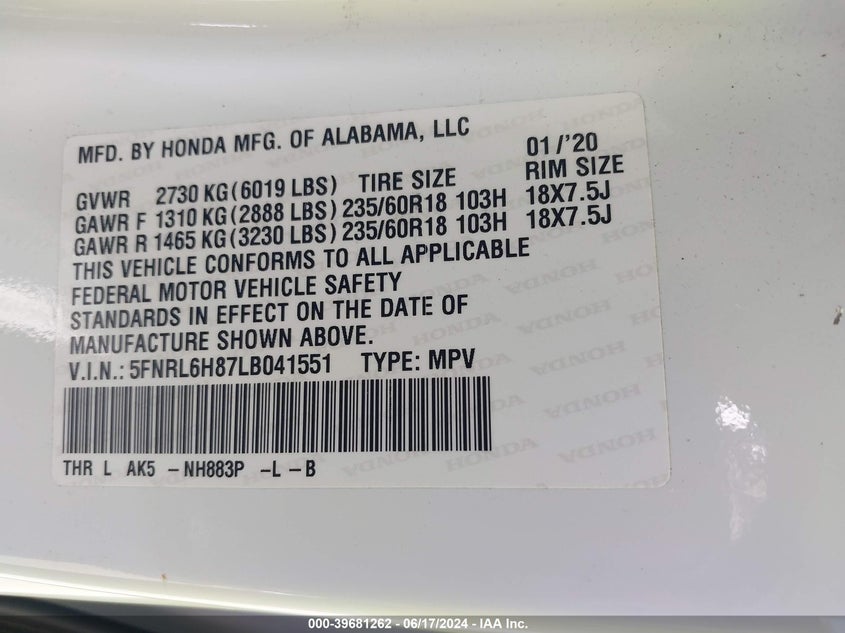 MFD. BY HONDA MFG. OF ALABAMA, LLC 01/'20
GVWR 2730 KG(6019 LBS) TIRE SIZE RIM SIZE
GAWR F 1310 KG(2888 LBS) 235/60R18 103H 18X7.5J
GAWR R 1465 KG(3230 LBS) 235/60R18 103H 18X7.5J
THIS VEHICLE CONFORMS TO ALL APPLICABLE
FEDERAL MOTOR VEHICLE SAFETY
STANDARDS IN EFFECT ON THE DATE OF
MANUFACTURE SHOWN ABOVE.
V.I.N.: 5FNRL6H87LB041551 TYPE: MPV
THR L AK5 -NH883P -L -B
000-39681262 - 06/17/2024 - IAA Inc.